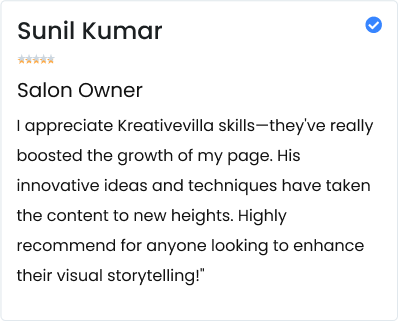 Sunil Kumar
Salon Owner
I appreciate Kreativevilla skills—they've really
boosted the growth of my page. His
innovative ideas and techniques have taken
the content to new heights. Highly
recommend for anyone looking to enhance
their visual storytelling!"